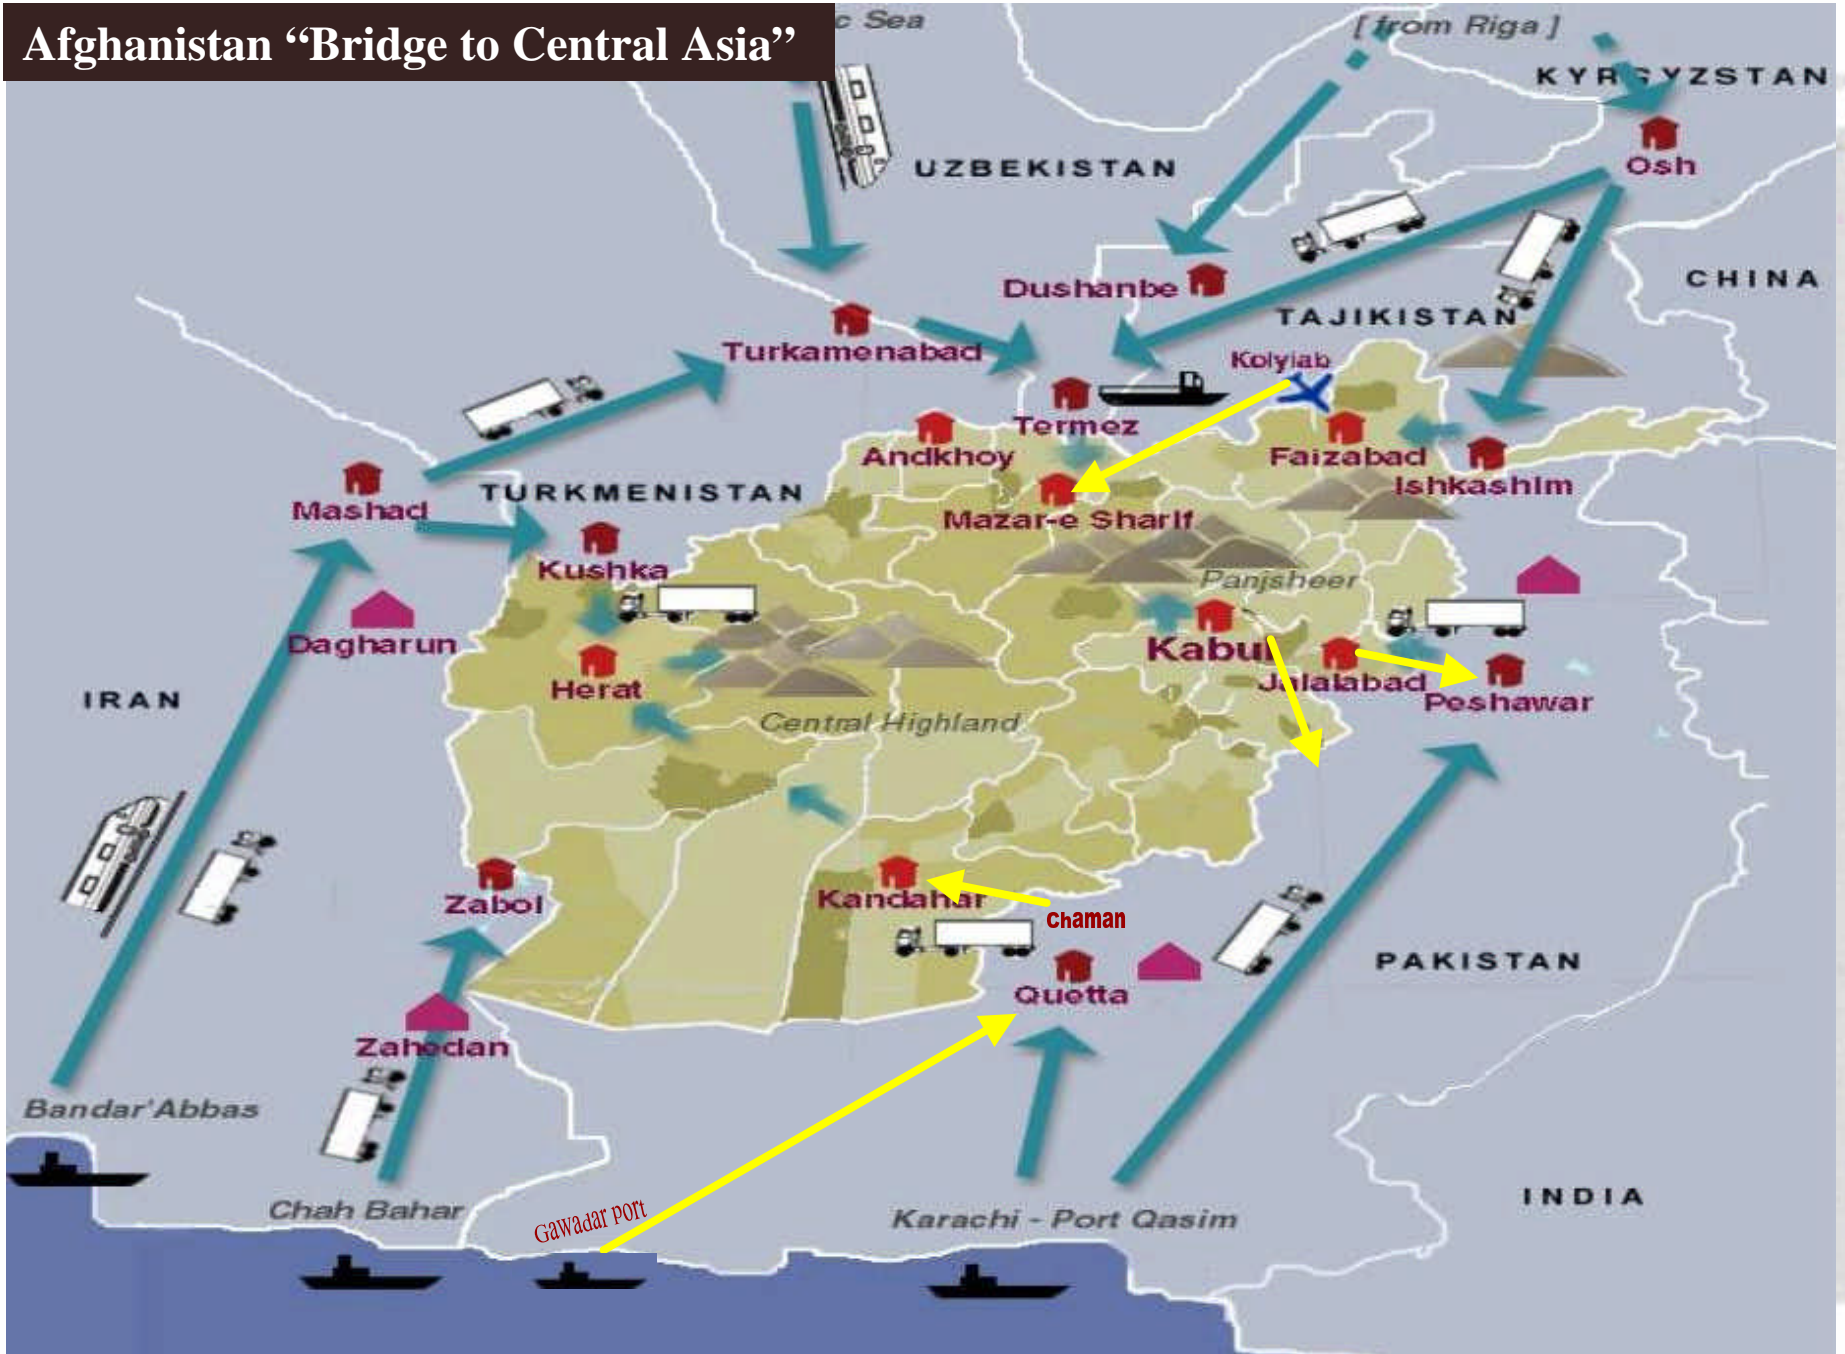 Afghanistan “Bridge to Central Asia”
c Sea
[ from Riga ]
KYRGYZSTAN
Osh
UZBEKISTAN
CHINA
Dushanbe
TAJIKISTAN
Turkamenabad
Kolyiab
Termez
Andkhoy
Faizabad
Ishkashim
Mashad
TURKMENISTAN
Mazar-e Sharif
Kushka
Panjsheer
Dagharun
Kabul
Herat
Jalalabad
Peshawar
IRAN
Central Highland
Zabol
Kandahar
Chaman
PAKISTAN
Quetta
Zahedan
Bandar'Abbas
INDIA
Chah Bahar
Gawadar port
Karachi - Port Qasim